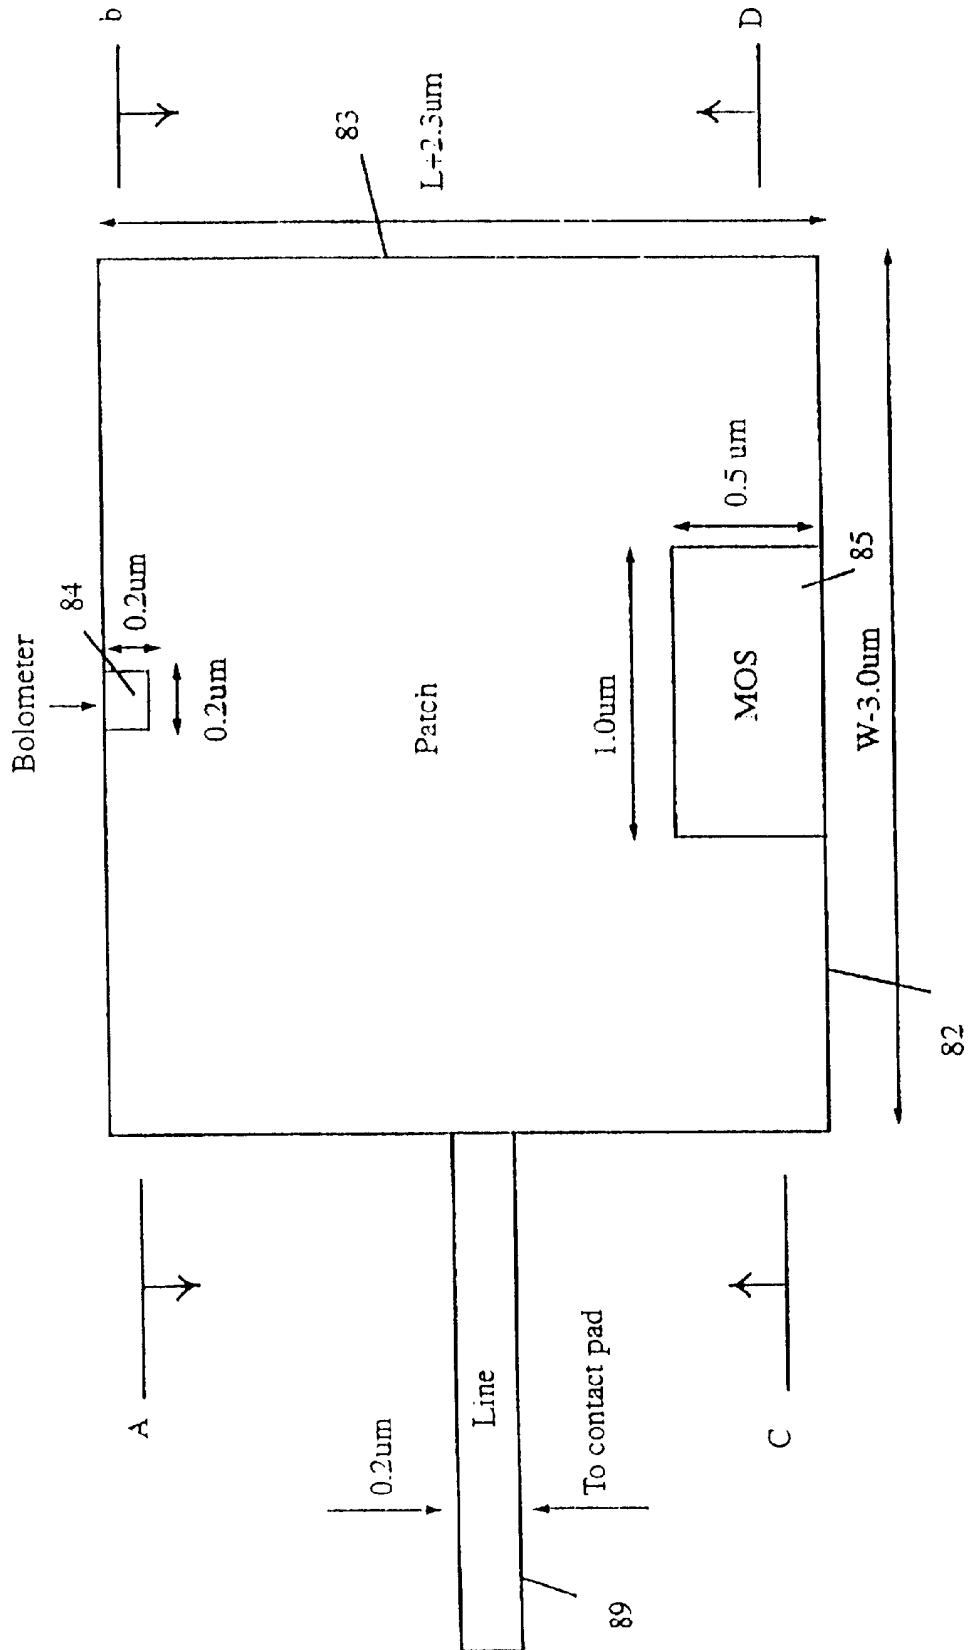 Bolometer
84
0.2um
0.2um
Patch
83
L÷2.3um
b
D
A
C
1.0um
0.5 um
MOS
85
W-3.0um
82
0.2um
Line
To contact pad
89